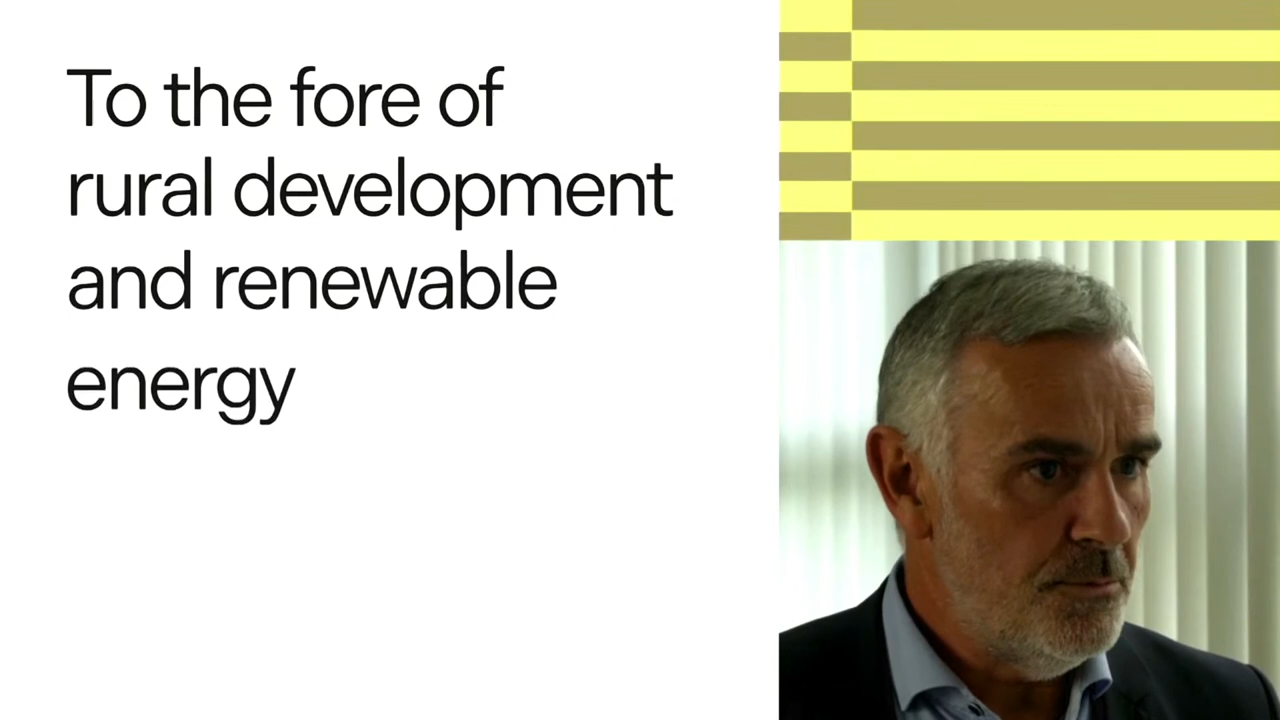 To the fore of
rural development
and renewable
energy